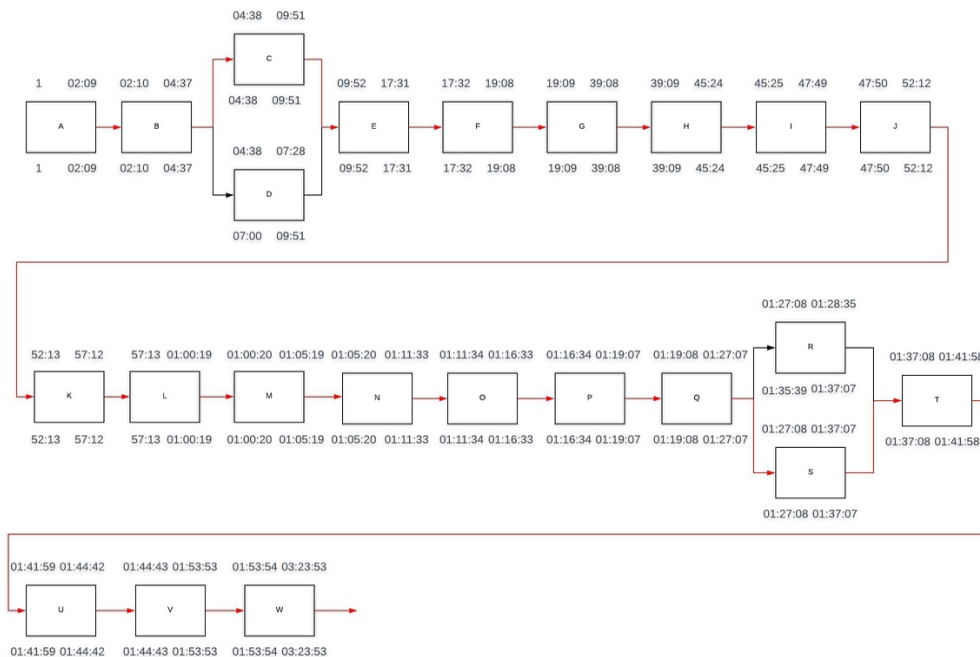 04:38 09:51
C
04:38 09:51
1 02:09
A
1 02:09
02:10 04:37
B
02:10 04:37
04:38 07:28
D
07:00 09:51
09:52 17:31
E
09:52 17:31
17:32 19:08
F
17:32 19:08
19:09 39:08
G
19:09 39:08
39:09 45:24
H
39:09 45:24
45:25 47:49
I
45:25 47:49
47:50 52:12
J
47:50 52:12
52:13 57:12
K
52:13 57:12
57:13 01:00:19
L
57:13 01:00:19
01:00:20 01:05:19
M
01:00:20 01:05:19
01:05:20 01:11:33
N
01:05:20 01:11:33
01:11:34 01:16:33
O
01:11:34 01:16:33
01:16:34 01:19:07
P
01:16:34 01:19:07
01:19:08 01:27:07
Q
01:19:08 01:27:07
01:27:08 01:28:35
R
01:35:39 01:37:07
01:27:08 01:37:07
S
01:27:08 01:37:07
01:37:08 01:41:58
T
01:37:08 01:41:58
01:41:59 01:44:42
U
01:41:59 01:44:42
01:44:43 01:53:53
V
01:44:43 01:53:53
01:53:54 03:23:53
W
01:53:54 03:23:53